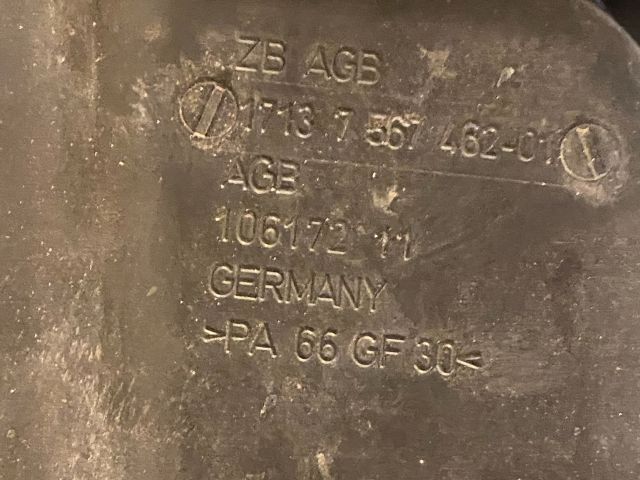 ZB AGB
1713 7 567 462-01
AGB
106172 11
GERMANY
>PA 66 GF 30<